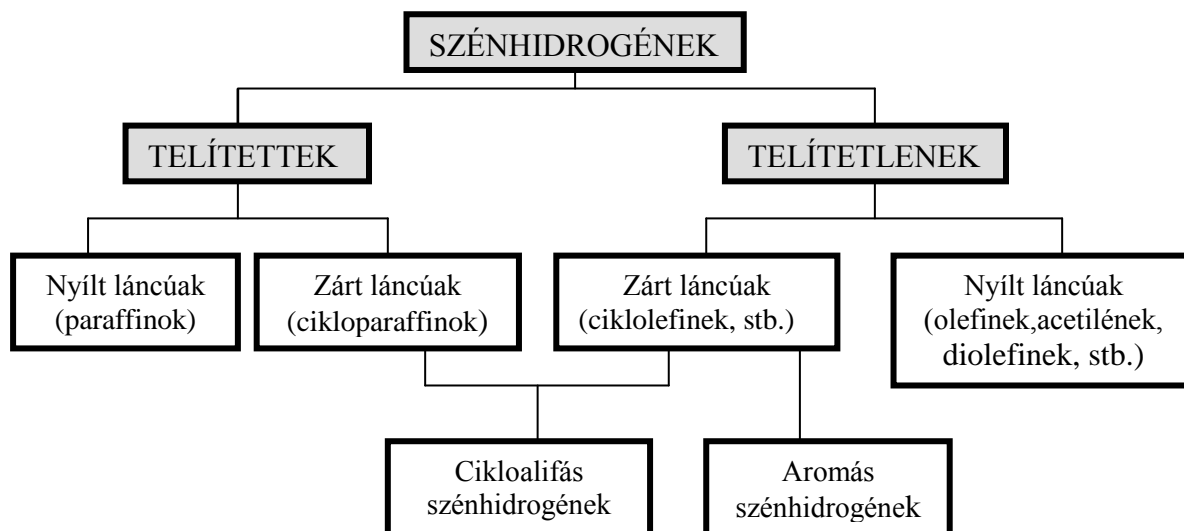 SZÉNHIDROGÉNEK
TELÍTETTEK
TELÍTETLENEK
Nyílt láncúak
(paraffinok)
Zárt láncúak
(cikloparaffinok)
Zárt láncúak
(ciklolefinek, stb.)
Nyílt láncúak
(olefinek,acetilének,
diolefinek, stb.)
Cikloalifás
szénhidrogének
Aromás
szénhidrogének